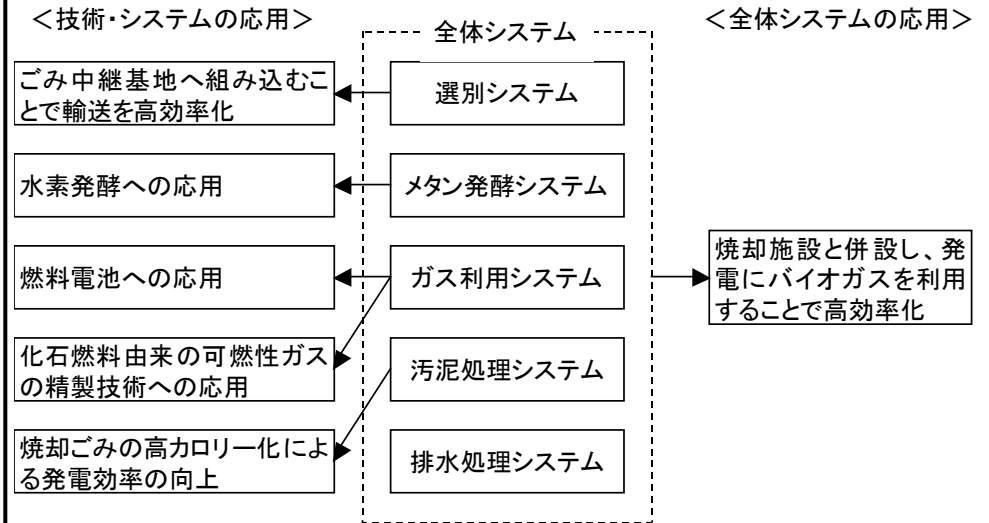 ＜技術・システムの応用＞
全体システム
＜全体システムの応用＞
ごみ中継基地へ組み込むこ
とで輸送を高効率化
選別システム
水素発酵への応用
メタン発酵システム
燃料電池への応用
ガス利用システム
焼却施設と併設し、発
電にバイオガスを利用
することで高効率化
化石燃料由来の可燃性ガス
の精製技術への応用
汚泥処理システム
焼却ごみの高カロリー化によ
る発電効率の向上
排水処理システム